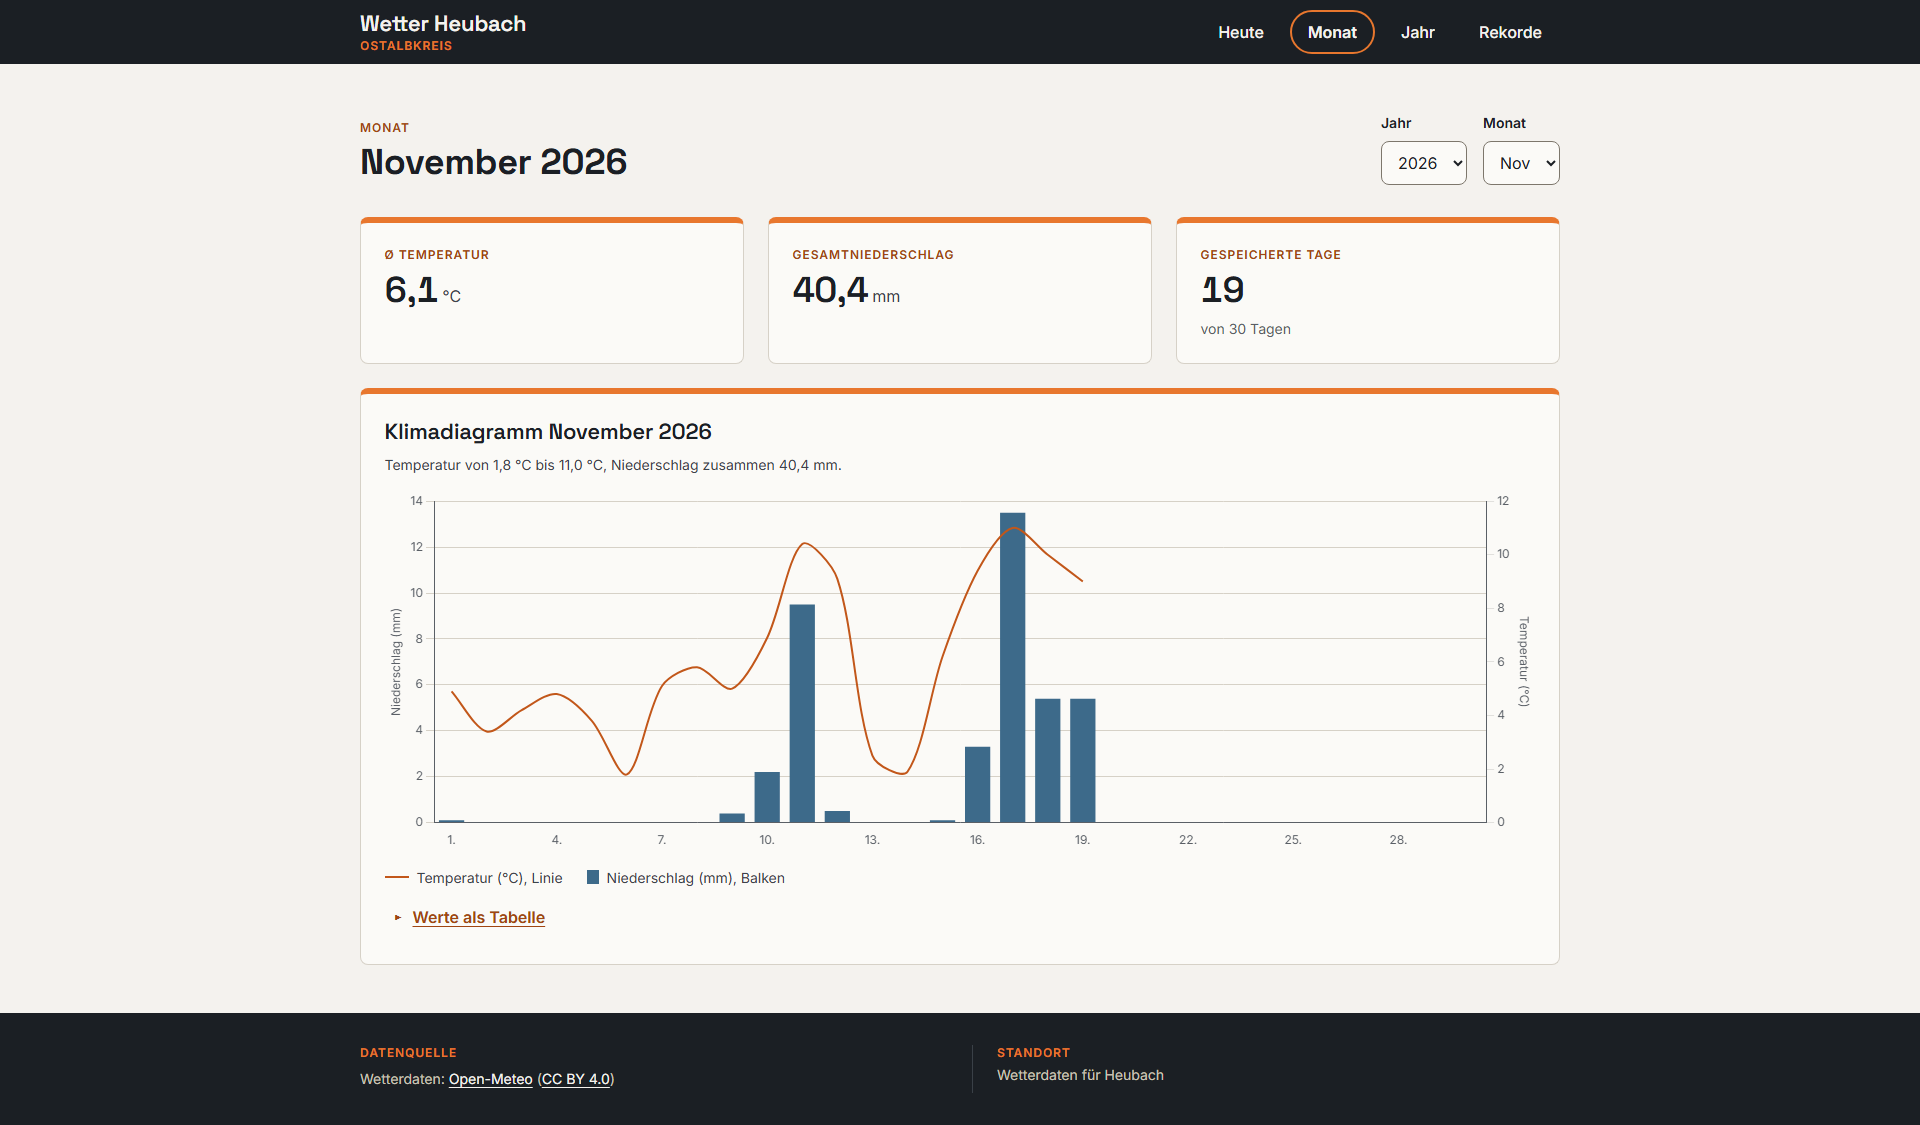 Wetter Heubach
OSTALBKREIS
Heute Monat Jahr Rekorde
MONAT
November 2026
Jahr Monat
2026 Nov
Ø TEMPERATUR
6,1 °C
GESAMTNIEDERSCHLAG
40,4 mm
GESPEICHERTE TAGE
19
von 30 Tagen
Klimadiagramm November 2026
Temperatur von 1,8 °C bis 11,0 °C, Niederschlag zusammen 40,4 mm.
Niederschlag (mm)
14
12
10
8
6
4
2
0
12
10
8
6
4
2
0
Temperatur (°C)
1. 4. 7. 10. 13. 16. 19. 22. 25. 28.
Temperatur (°C), Linie Niederschlag (mm), Balken
Werte als Tabelle
DATENQUELLE
Wetterdaten: Open-Meteo (CC BY 4.0)
STANDORT
Wetterdaten für Heubach